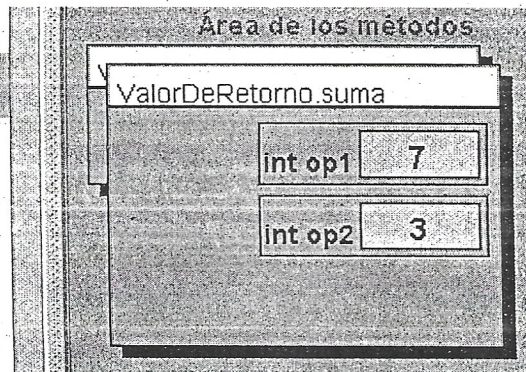 Área de los métodos
V
ValorDeRetorno.suma
int op1 7
int op2 3